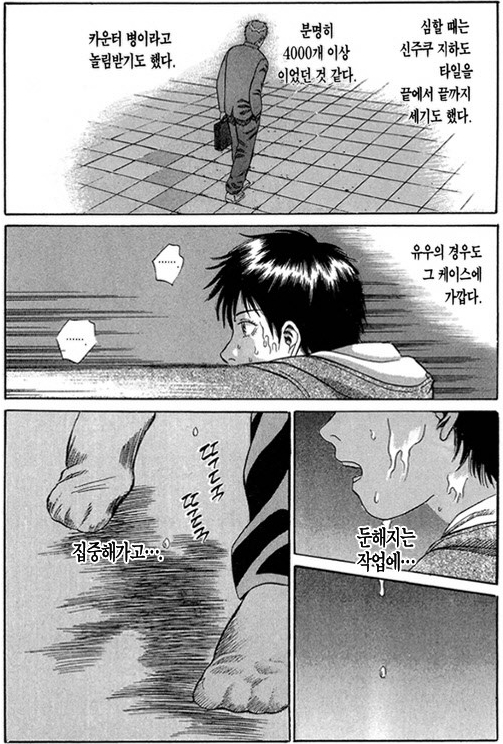 심할 때는
신주쿠 지하도
타일을
끝에서 끝까지
세기도 했다.
분명히
4000개 이상
이었던 것 같다.
카운터 병이라고
놀림받기도 했다.
유우의 경우도
그 케이스에
가깝다.
……
……
둔해지는
작업에…
뚜두둑
뚜두둑
집중해가고….